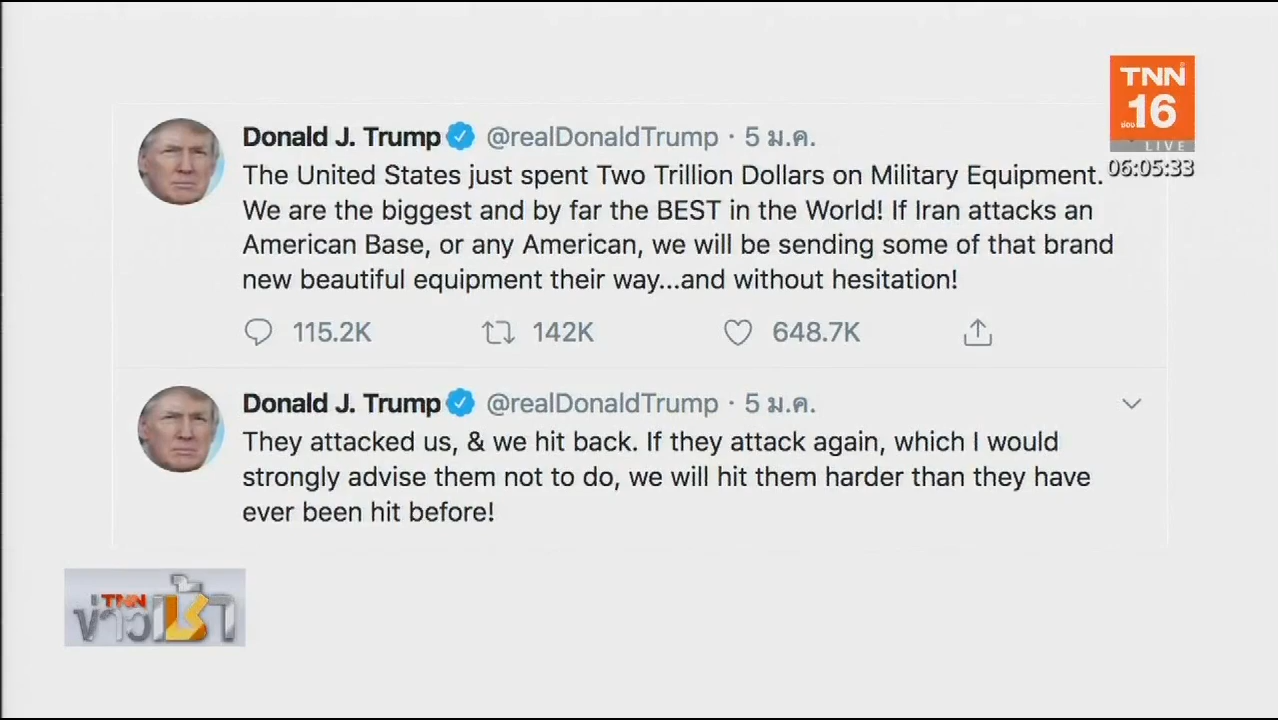 TNN
ช่อง 16
LIVE
06:05:33
Donald J. Trump @realDonaldTrump · 5 ม.ค.
The United States just spent Two Trillion Dollars on Military Equipment.
We are the biggest and by far the BEST in the World! If Iran attacks an
American Base, or any American, we will be sending some of that brand
new beautiful equipment their way...and without hesitation!
115.2K 142K 648.7K
Donald J. Trump @realDonaldTrump · 5 ม.ค.
They attacked us, & we hit back. If they attack again, which I would
strongly advise them not to do, we will hit them harder than they have
ever been hit before!
TNN
ข่าวเช้า